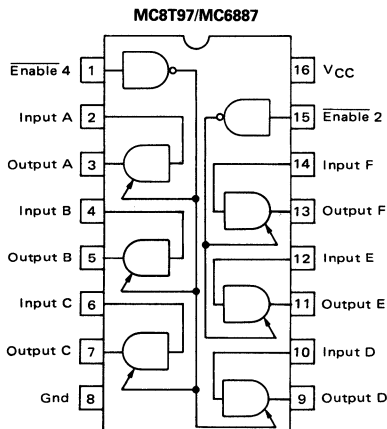 MC8T97/MC6887
Enable 4 1
16 VCC
Input A 2
15 Enable 2
Output A 3
14 Input F
Input B 4
13 Output F
Output B 5
12 Input E
Input C 6
11 Output E
Output C 7
10 Input D
Gnd 8
9 Output D